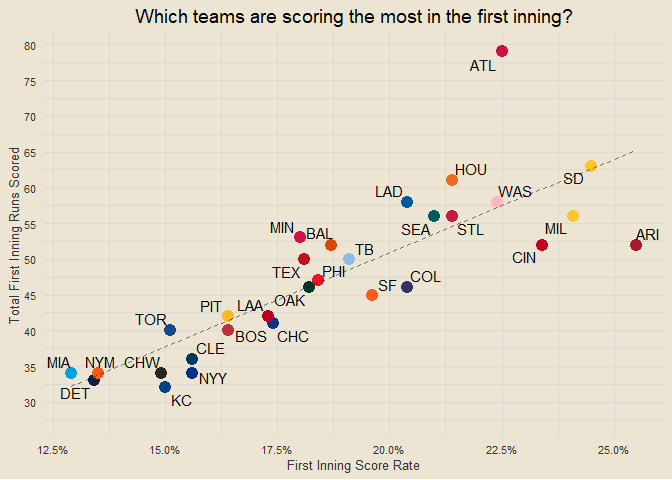 Which teams are scoring the most in the first inning?
80
ATL
75
70
65
HOU
SD
60
LAD
WAS
55
SEA
STL
MIL
MIN
BAL
ARI
CIN
50
TB
TEX
PHI
45
SF
COL
PIT
LAA
OAK
40
TOR
BOS
CHC
CLE
35
MIA
NYM
CHW
NYY
DET
KC
30
Total First Inning Runs Scored
12.5%
15.0%
17.5%
20.0%
22.5%
25.0%
First Inning Score Rate